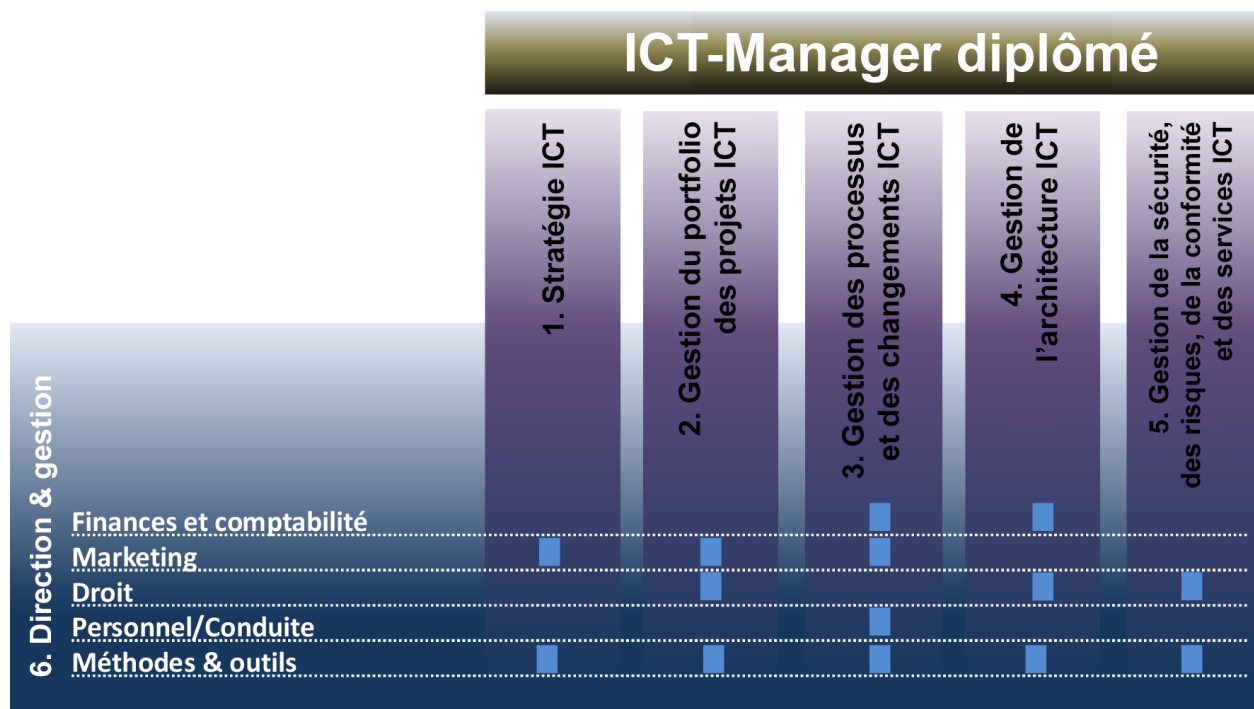 ICT-Manager diplômé
1. Stratégie ICT
2. Gestion du portfolio
des projets ICT
3. Gestion des processus
et des changements ICT
4. Gestion de
l'architecture ICT
5. Gestion de la sécurité,
des risques, de la conformité
et des services ICT
6. Direction & gestion
Finances et comptabilité
Marketing
Droit
Personnel/Conduite
Méthodes & outils